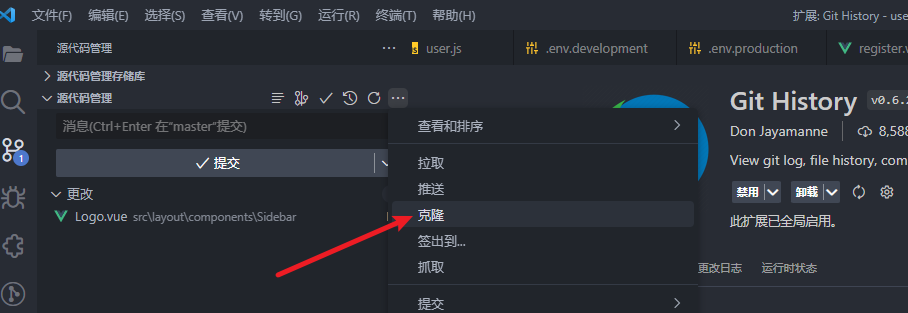 文件(F) 编辑(E) 选择(S) 查看(V) 转到(G) 运行(R) 终端(T) 帮助(H) 扩展: Git History - use
源代码管理 ··· user.js .env.development .env.production register.v
源代码管理存储库
源代码管理
消息(Ctrl+Enter 在"master"提交)
提交
更改
Logo.vue src\layout\components\Sidebar
1
查看和排序
拉取
推送
克隆
签出到...
抓取
提交
Git History v0.6.2
Don Jayamanne 8,588
View git log, file history, com
禁用 卸载
此扩展已全局启用。
更改日志 运行时状态